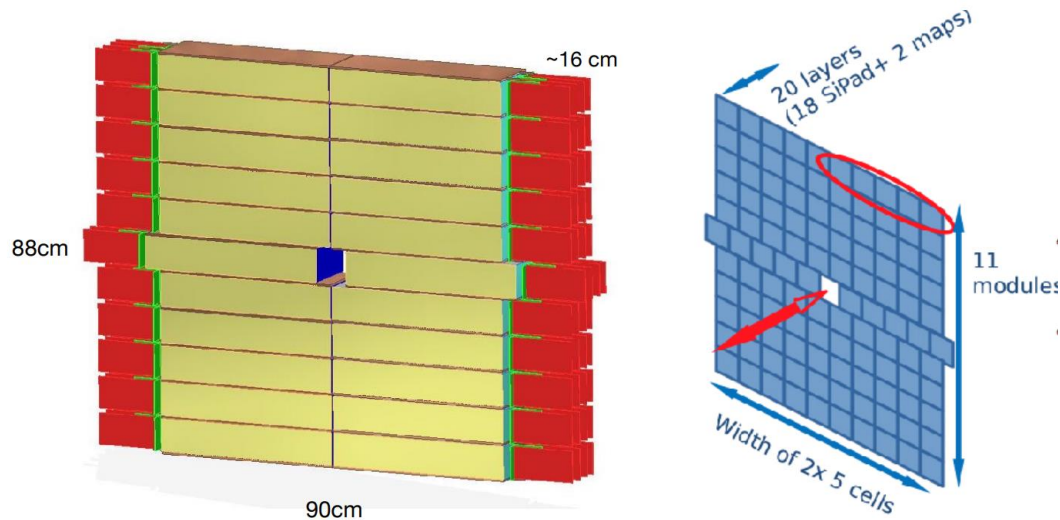 ~16 cm
88cm
90cm
20 layers
(18 SiPad+ 2 maps)
11
modules
Width of 2x 5 cells